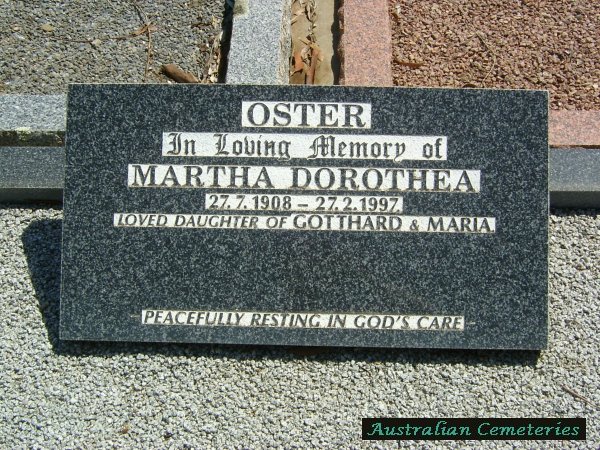 OSTER
In Loving Memory of
MARTHA DOROTHEA
27.7.1908 – 27.2.1997.
LOVED DAUGHTER OF GOTTHARD & MARIA
PEACEFULLY RESTING IN GOD'S CARE
Australian Cemeteries